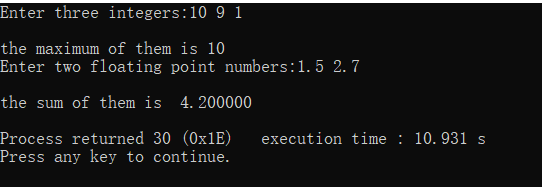 Enter three integers:10 9 1
the maximum of them is 10
Enter two floating point numbers:1.5 2.7
the sum of them is  4.200000
Process returned 30 (0x1E)   execution time : 10.931 s
Press any key to continue.